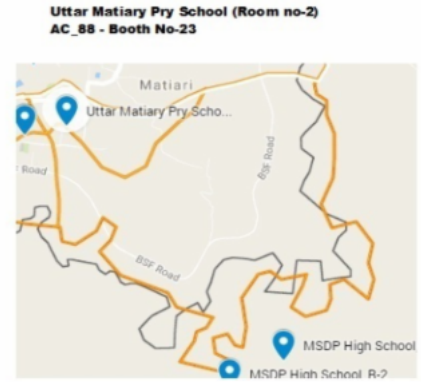 Uttar Matiary Pry School (Room no-2)
AC_88 - Booth No-23
Matiari
Uttar Matiary Pry Scho...
Road
BSF Road
BSF Road
MSDP High School
MSDP High School, B-2